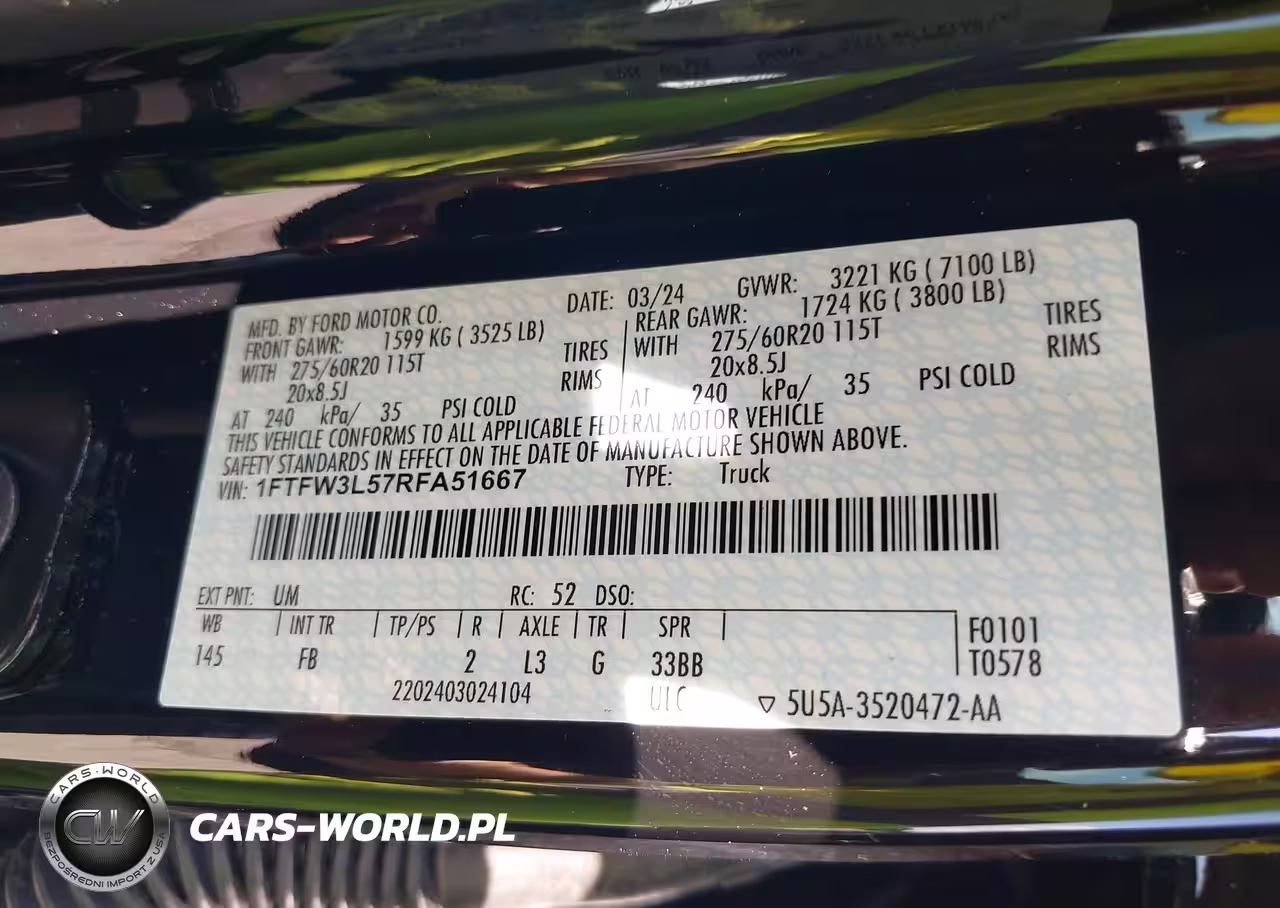 MFD. BY FORD MOTOR CO.
DATE: 03/24
GVWR: 3221 KG ( 7100 LB)
FRONT GAWR: 1599 KG ( 3525 LB)
WITH 275/60R20 115T TIRES
20x8.5J RIMS
AT 240 kPa/ 35 PSI COLD
REAR GAWR: 1724 KG ( 3800 LB)
WITH 275/60R20 115T TIRES
20x8.5J RIMS
AT 240 kPa/ 35 PSI COLD
THIS VEHICLE CONFORMS TO ALL APPLICABLE FEDERAL MOTOR VEHICLE
SAFETY STANDARDS IN EFFECT ON THE DATE OF MANUFACTURE SHOWN ABOVE.
VIN: 1FTFW3L57RFA51667 TYPE: Truck
EXT PNT: UM RC: 52 DSO:
WB | INT TR | TP/PS | R | AXLE | TR | SPR |
F0101
145 FB 2 L3 G 33BB
T0578
2202403024104 ULC ▽ 5U5A-3520472-AA
CARS·WORLD
CW
BEZPOŚREDNI IMPORT Z USA
CARS-WORLD.PL